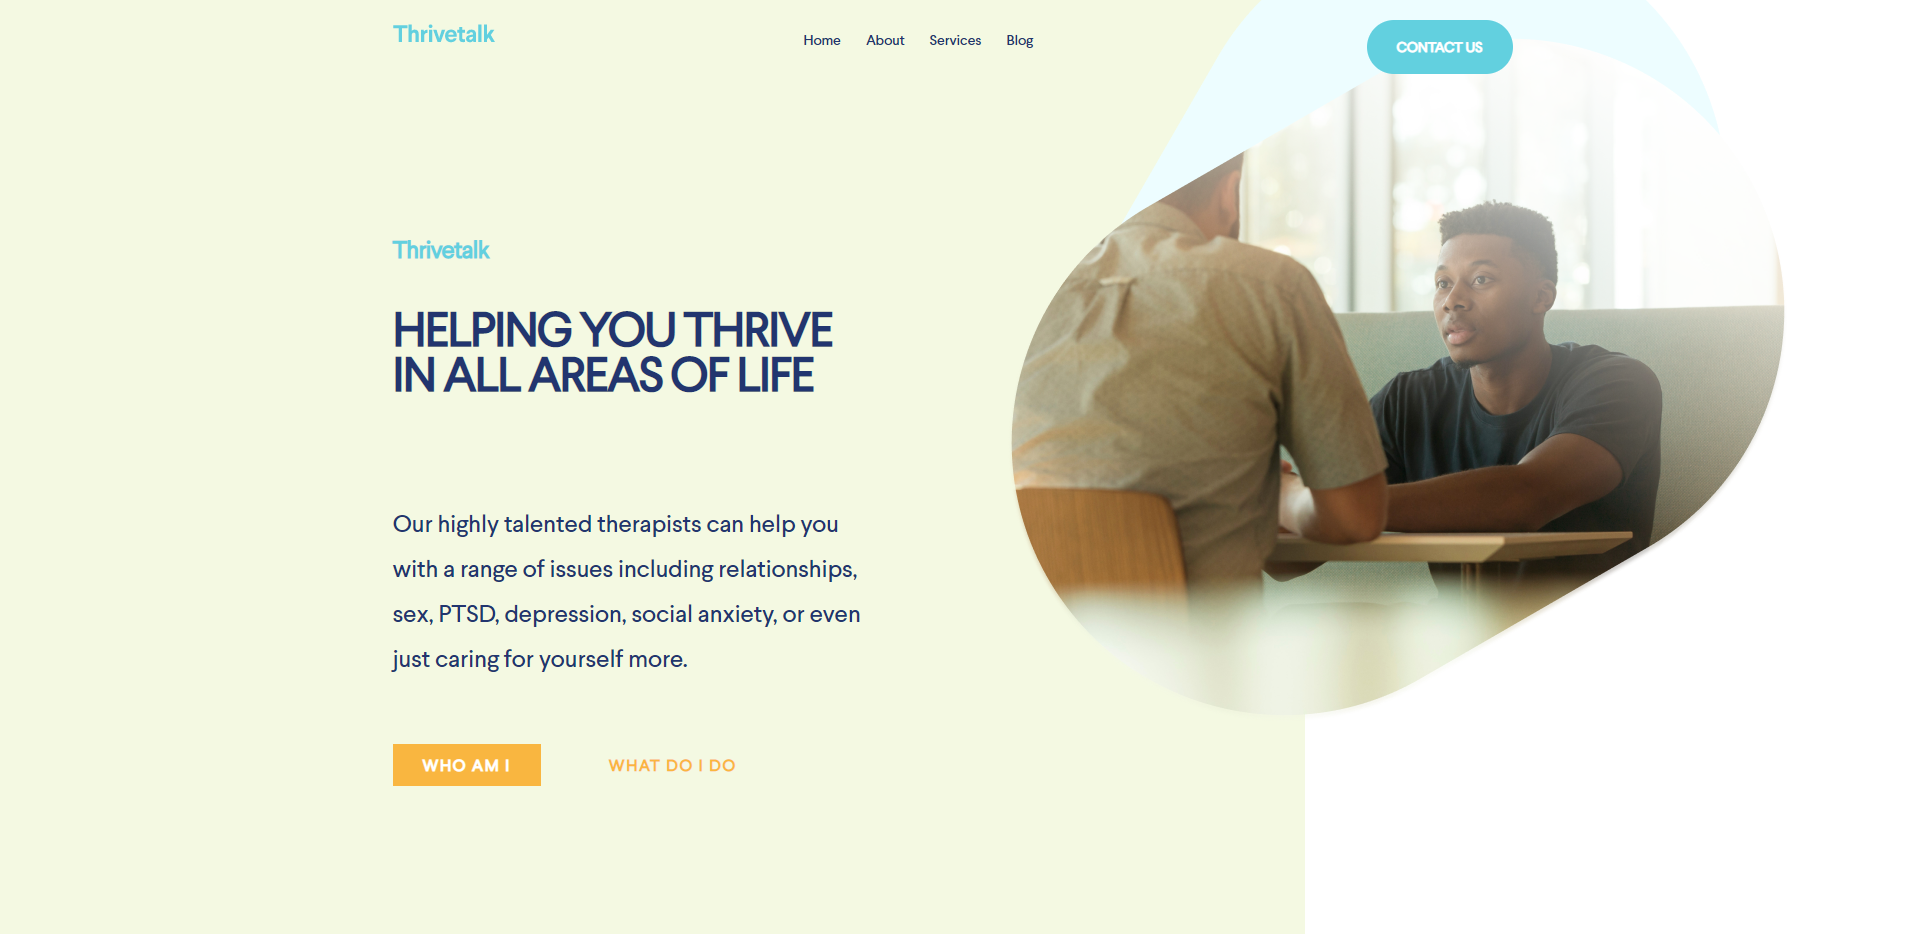 Thrivetalk
Home About Services Blog
CONTACT US
Thrivetalk
HELPING YOU THRIVE
IN ALL AREAS OF LIFE
Our highly talented therapists can help you
with a range of issues including relationships,
sex, PTSD, depression, social anxiety, or even
just caring for yourself more.
WHO AM I
WHAT DO I DO